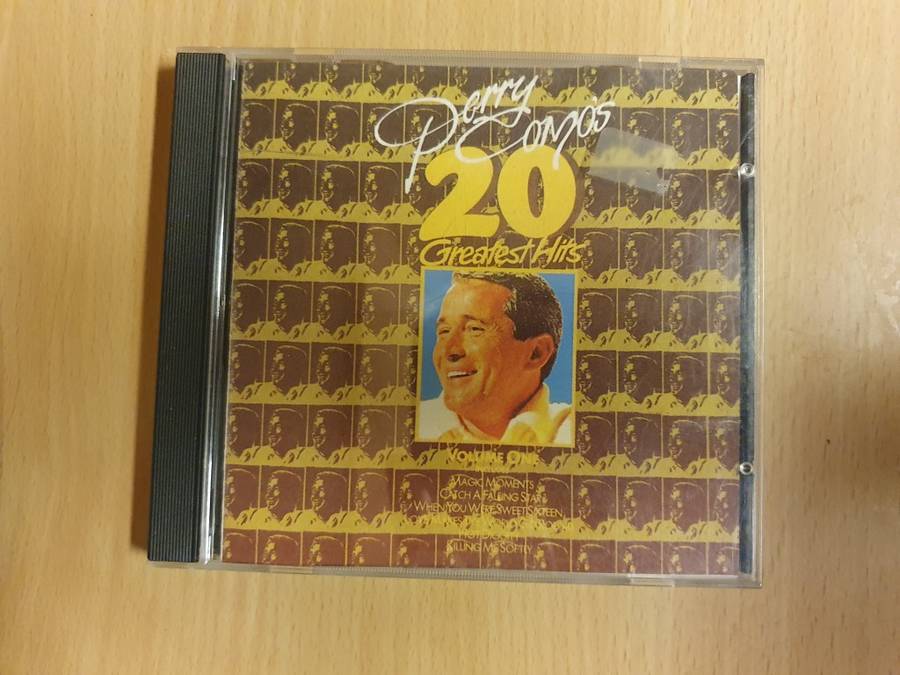 Perry
Como's
20
Greatest Hits
VOLUME ONE
MAGIC MOMENTS
CATCH A FALLING STAR
WHEN YOU WERE SWEET SIXTEEN
KILLING ME SOFTLY